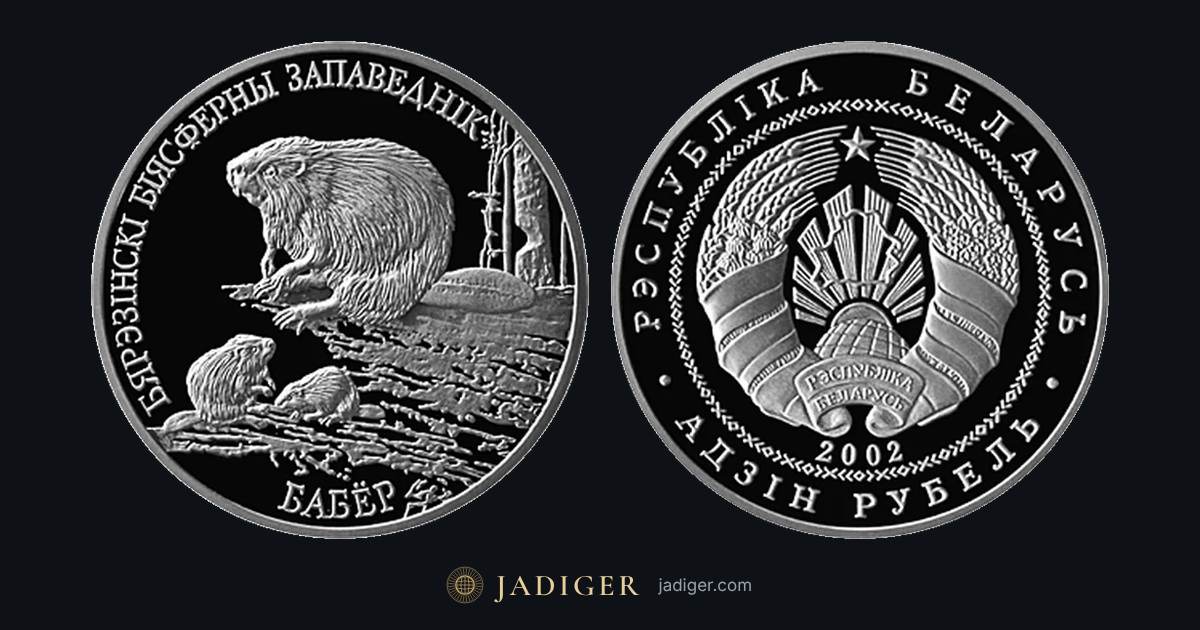 БЯРЭЗІНСКІ БІЯСФЕРНЫ ЗАПАВЕДНІК
БАБЁР
РЭСПУБЛІКА БЕЛАРУСЬ
РЭСПУБЛІКА
БЕЛАРУСЬ
2002
АДЗІН РУБЕЛЬ
JADIGER jadiger.com